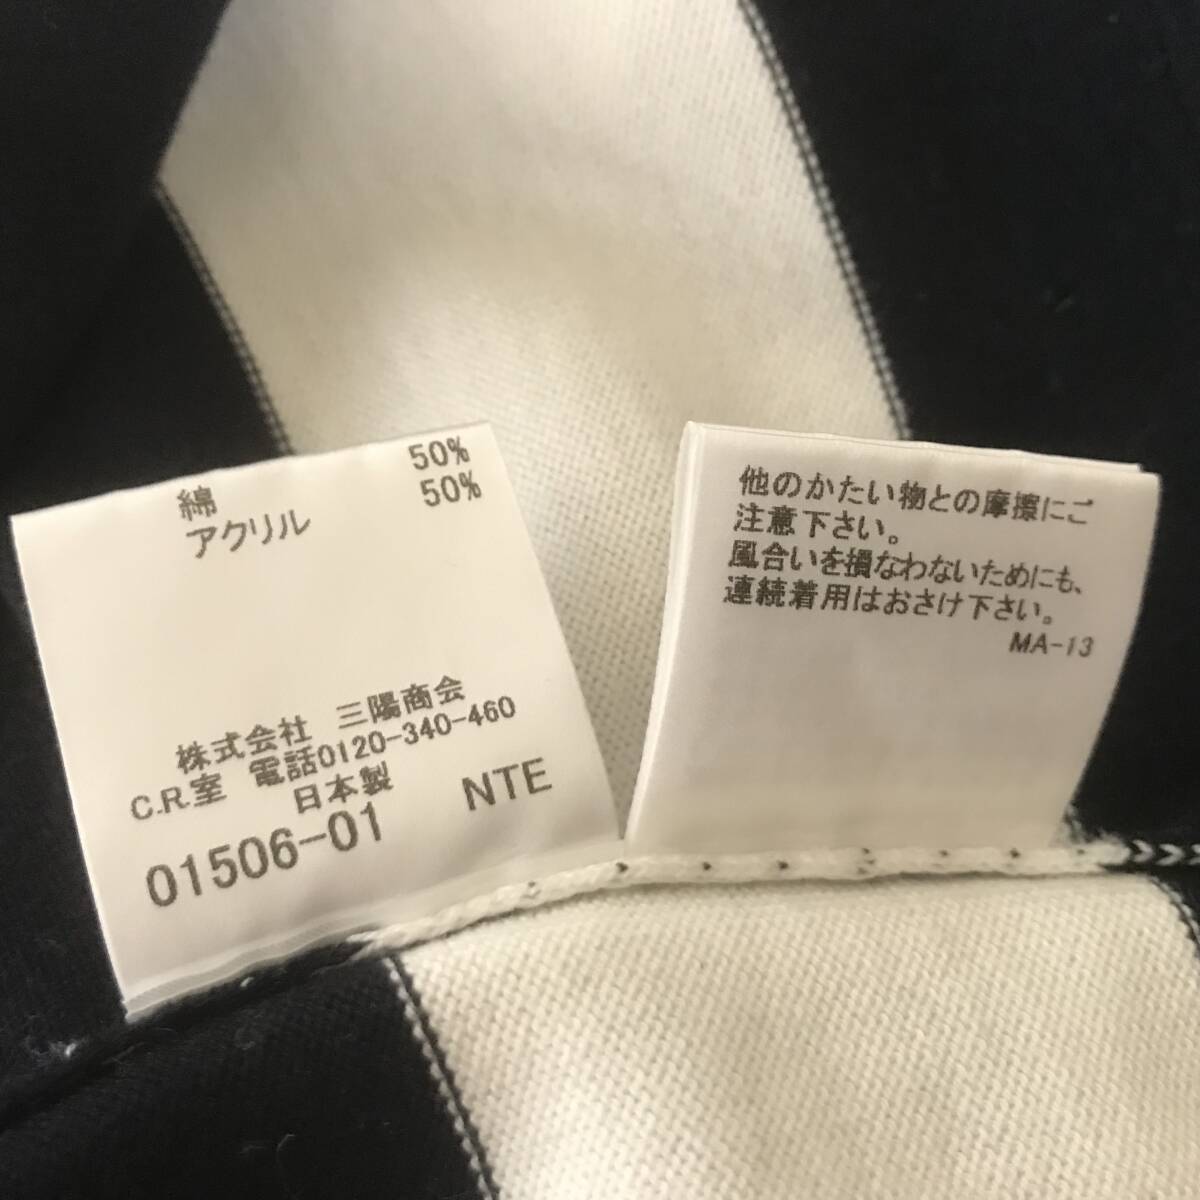 綿 50%
アクリル 50%
株式会社 三陽商会
C.R.室 電話0120-340-460
日本製
01506-01 NTE
他のかたい物との摩擦にご
注意下さい。
風合いを損なわないためにも、
連続着用はおさけ下さい。
MA-13